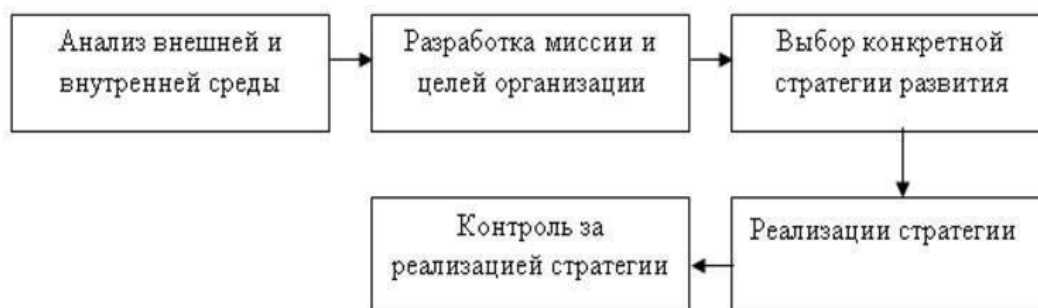 Анализ внешней и
внутренней среды
Разработка миссии и
целей организации
Выбор конкретной
стратегии развития
Реализации стратегии
Контроль за
реализацией стратегии